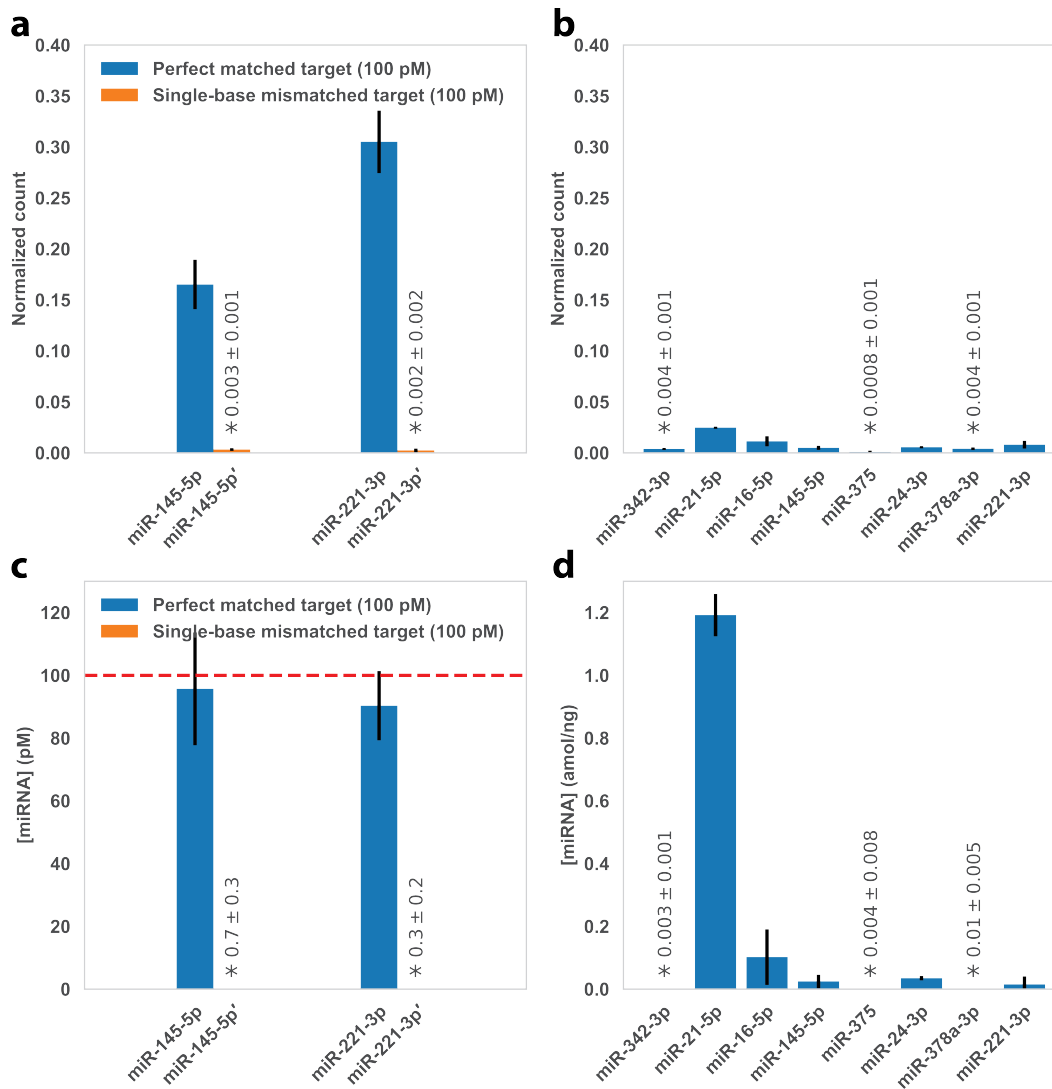 a
0.40
0.35
0.30
0.25
0.20
0.15
0.10
0.05
0.00
Normalized count
Perfect matched target (100 pM)
Single-base mismatched target (100 pM)
* 0.003 ± 0.001
* 0.002 ± 0.002
miR-145-5p
miR-145-5p′
miR-221-3p
miR-221-3p′
b
0.40
0.35
0.30
0.25
0.20
0.15
0.10
0.05
0.00
Normalized count
* 0.004 ± 0.001
* 0.0008 ± 0.001
* 0.004 ± 0.001
miR-342-3p
miR-21-5p
miR-16-5p
miR-145-5p
miR-375
miR-24-3p
miR-378a-3p
miR-221-3p
c
120
100
80
60
40
20
0
[miRNA] (pM)
Perfect matched target (100 pM)
Single-base mismatched target (100 pM)
* 0.7 ± 0.3
* 0.3 ± 0.2
miR-145-5p
miR-145-5p′
miR-221-3p
miR-221-3p′
d
1.2
1.0
0.8
0.6
0.4
0.2
0.0
[miRNA] (amol/ng)
* 0.003 ± 0.001
* 0.004 ± 0.008
* 0.01 ± 0.005
miR-342-3p
miR-21-5p
miR-16-5p
miR-145-5p
miR-375
miR-24-3p
miR-378a-3p
miR-221-3p